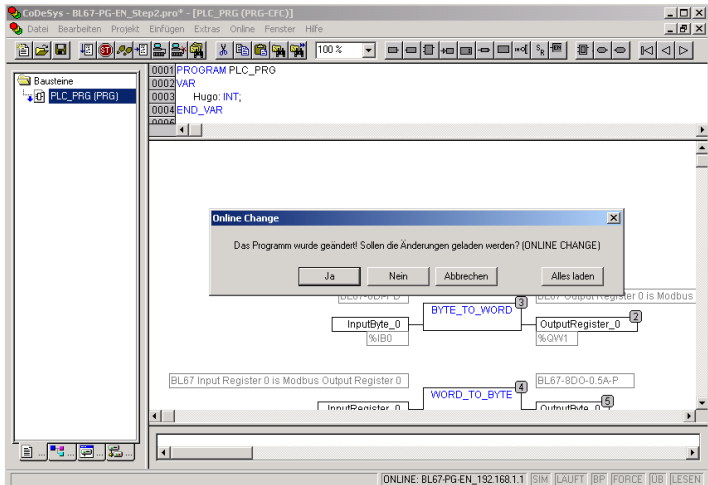 CoDeSys - BL67-PG-EN_Step2.pro* - [PLC_PRG (PRG-CFC)]
Datei Bearbeiten Projekt Einfügen Extras Online Fenster Hilfe
100 %
Bausteine
PLC_PRG (PRG)
0001 PROGRAM PLC_PRG
0002 VAR
0003 Hugo: INT;
0004 END_VAR
0005
Online Change
Das Programm wurde geändert! Sollen die Änderungen geladen werden? (ONLINE CHANGE)
Ja Nein Abbrechen Alles laden
BL67 Output Register 0 is Modbus
BYTE_TO_WORD 3
InputByte_0 OutputRegister_0 2
%IB0 %QW1
BL67 Input Register 0 is Modbus Output Register 0 BL67-8DO-0.5A-P
WORD_TO_BYTE 4
InputRegister_0 OutputByte_0 5
ONLINE: BL67-PG-EN_192.168.1.1 SIM LÄUFT BP FORCE ÜB LESEN